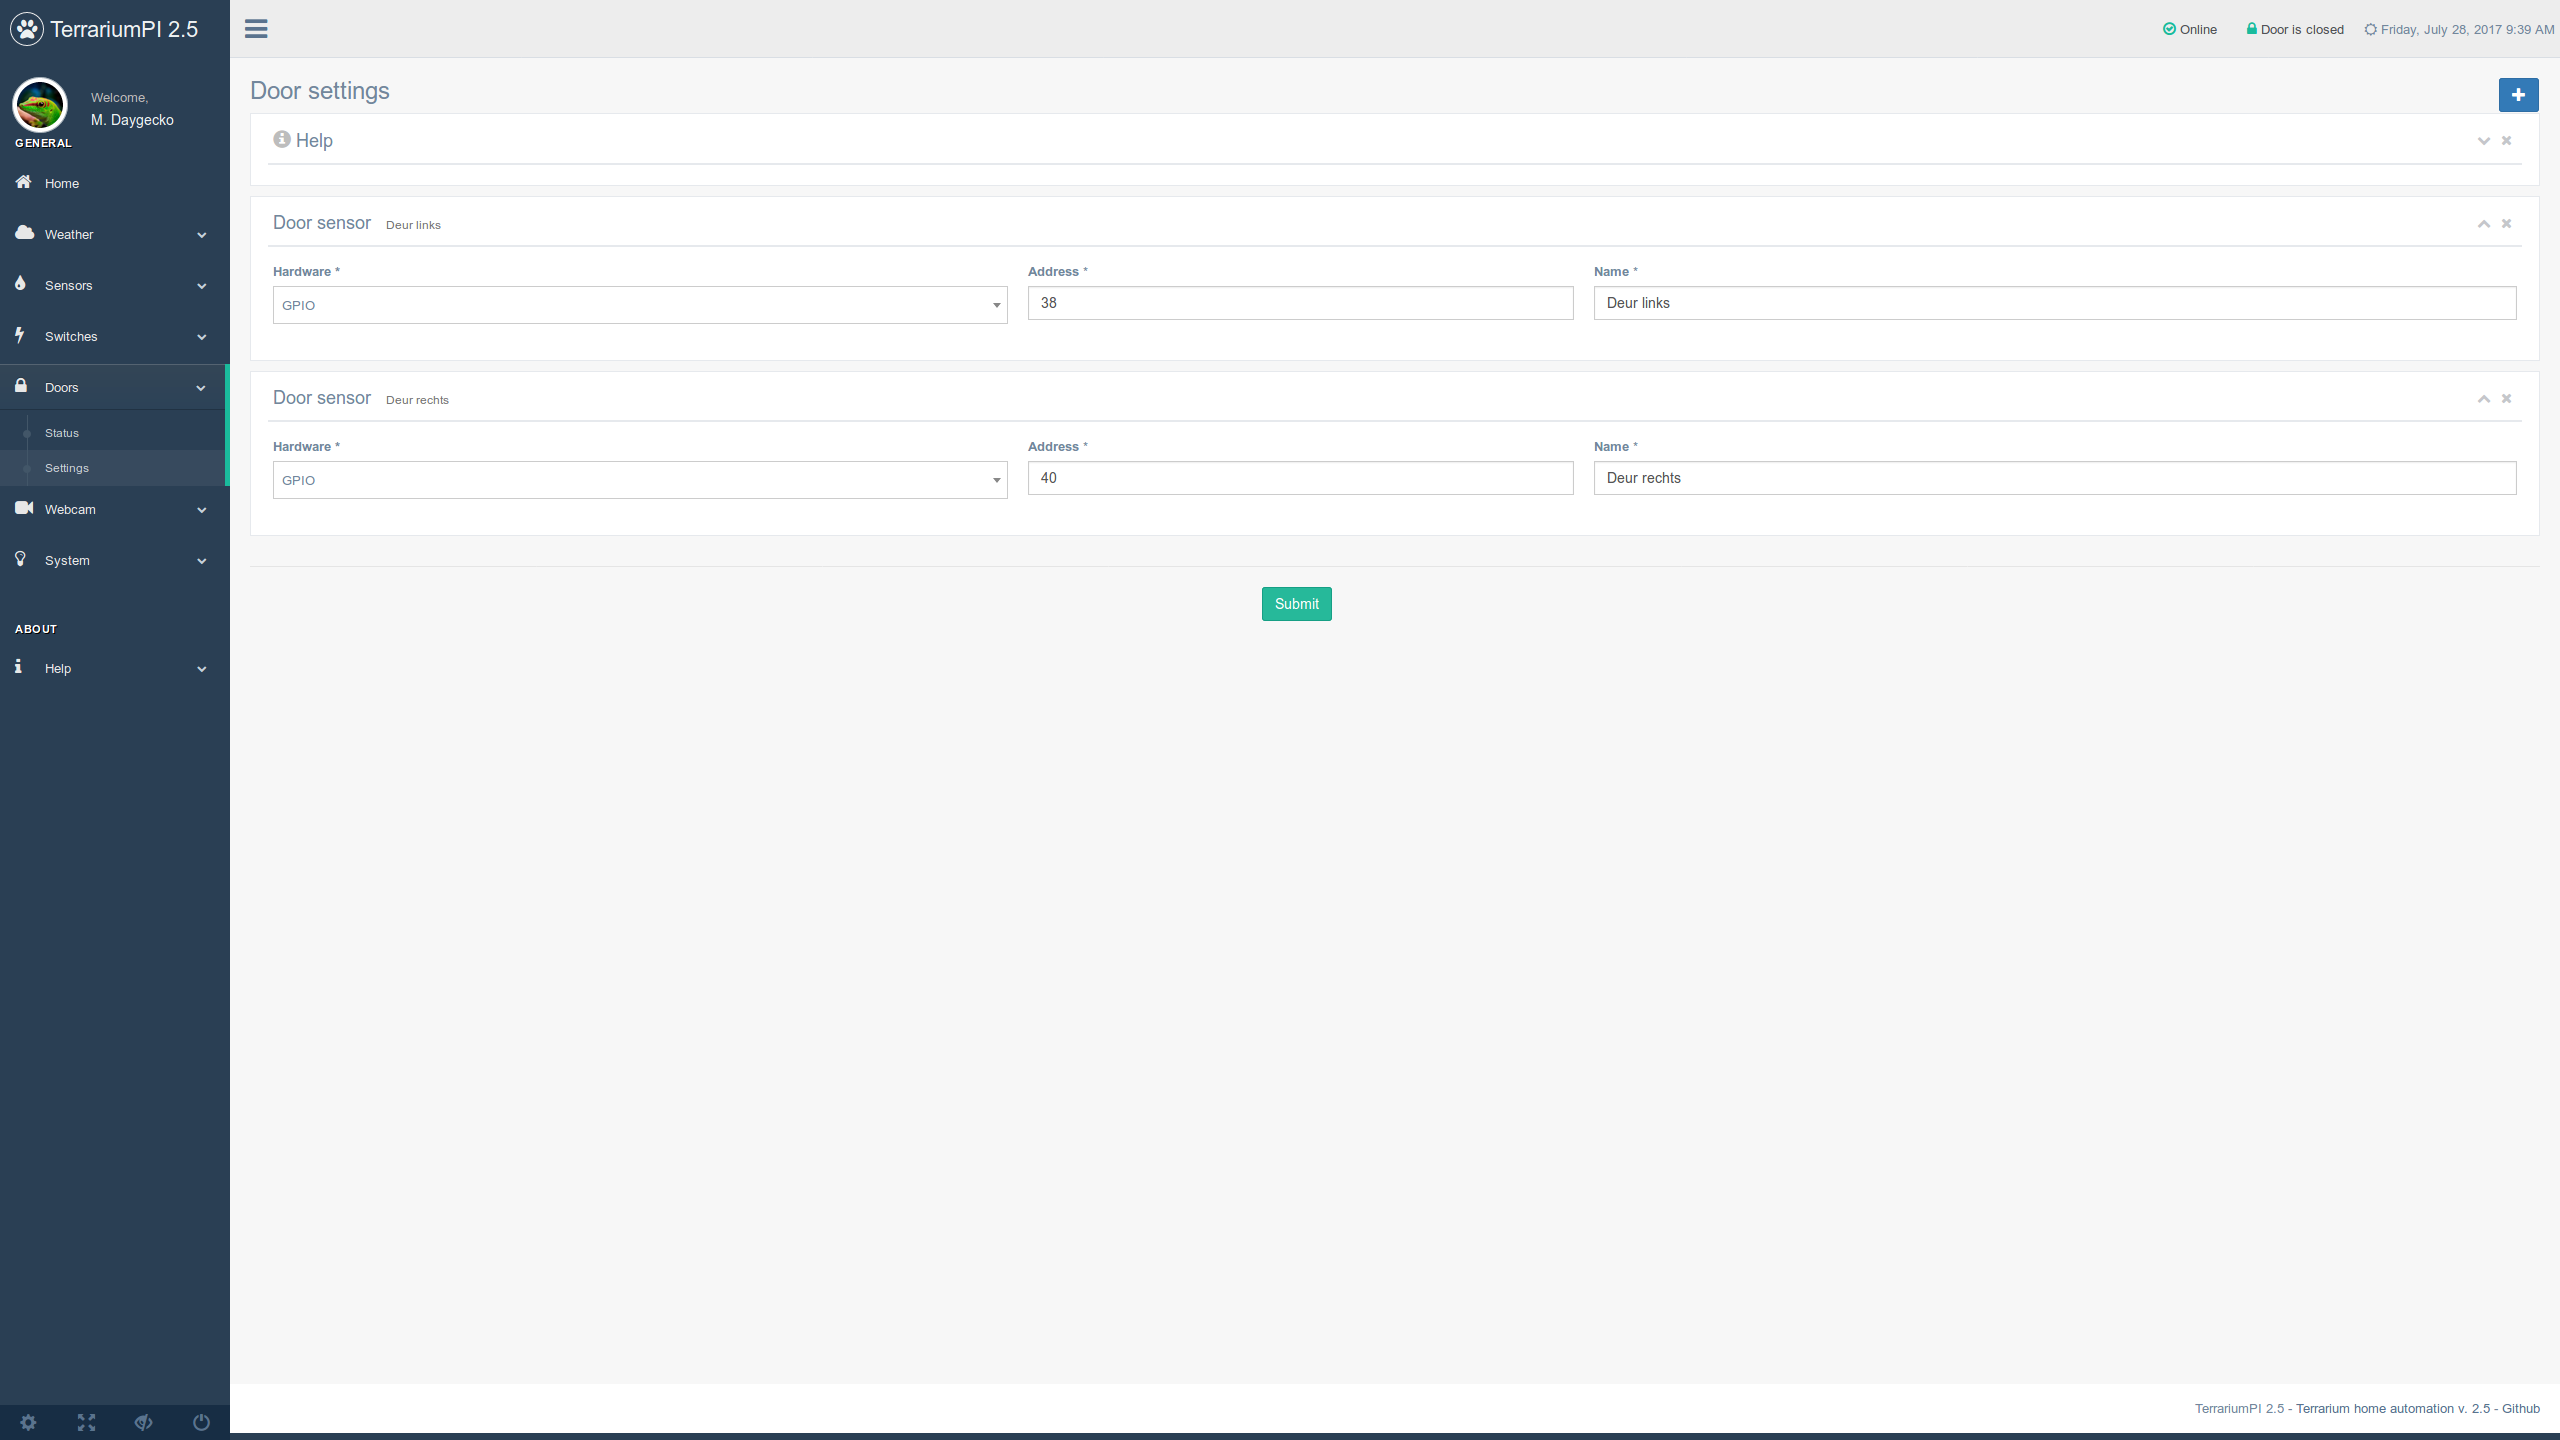 TerrariumPI 2.5
Online
Door is closed
Friday, July 28, 2017 9:39 AM
Welcome,
M. Daygecko
GENERAL
Home
Weather
Sensors
Switches
Doors
Status
Settings
Webcam
System
ABOUT
Help
Door settings
Help
Door sensor Deur links
Hardware * Address * Name *
GPIO 38 Deur links
Door sensor Deur rechts
Hardware * Address * Name *
GPIO 40 Deur rechts
Submit
TerrariumPI 2.5 - Terrarium home automation v. 2.5 - Github